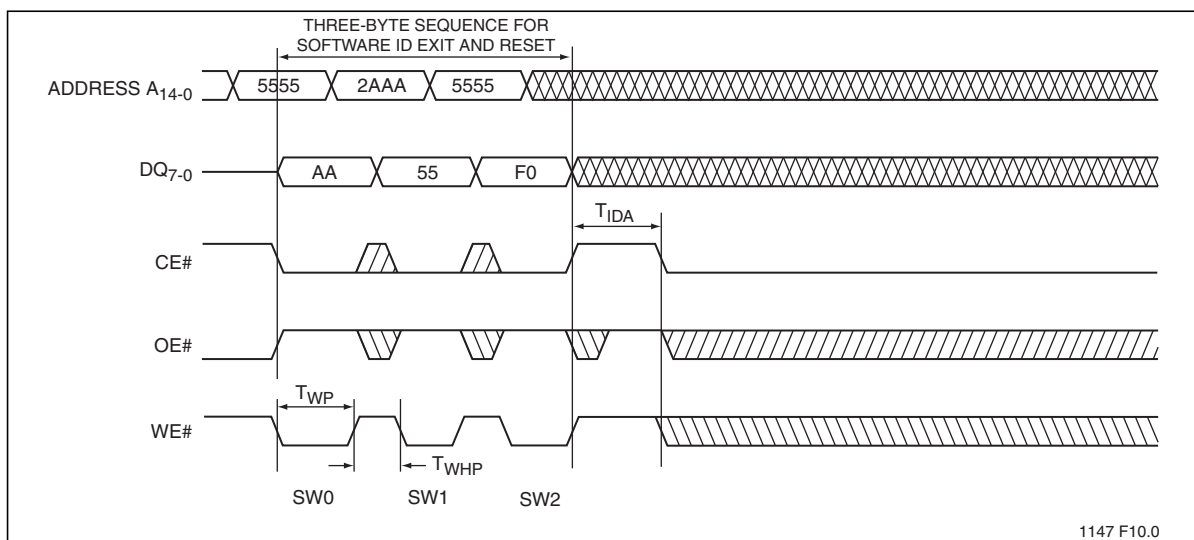 THREE-BYTE SEQUENCE FOR
SOFTWARE ID EXIT AND RESET
ADDRESS A14-0
5555 2AAA 5555
DQ7-0
AA 55 F0
TIDA
CE#
OE#
TWP
WE#
TWHP
SW0 SW1 SW2
1147 F10.0